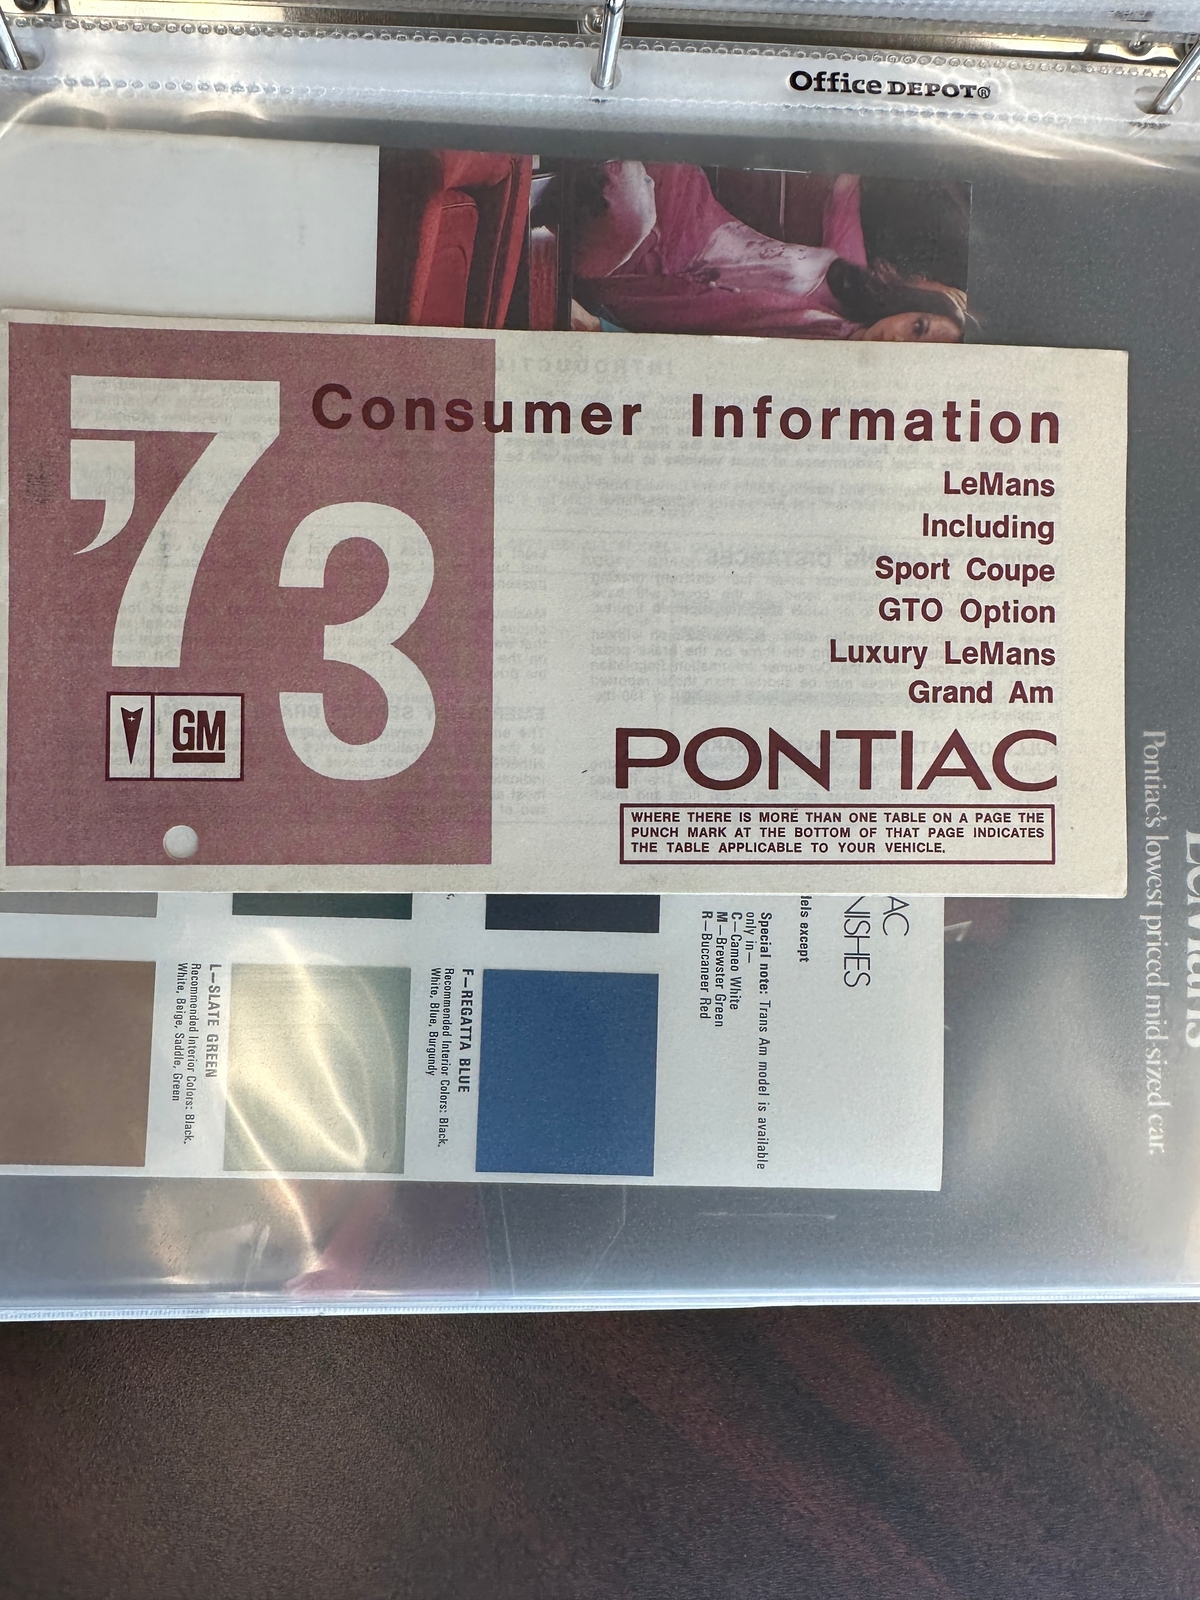 Office DEPOT®
'73
Consumer Information
LeMans
Including
Sport Coupe
GTO Option
Luxury LeMans
Grand Am
GM
PONTIAC
WHERE THERE IS MORE THAN ONE TABLE ON A PAGE THE
PUNCH MARK AT THE BOTTOM OF THAT PAGE INDICATES
THE TABLE APPLICABLE TO YOUR VEHICLE.
Pontiac's lowest priced mid-sized car.
except
Special note: Trans Am model is available
only in—
C—Cameo White
M—Brewster Green
R—Buccaneer Red
F—REGATTA BLUE
Recommended Interior Colors: Black,
White, Blue, Burgundy
L—SLATE GREEN
Recommended Interior Colors: Black,
White, Beige, Saddle, Green